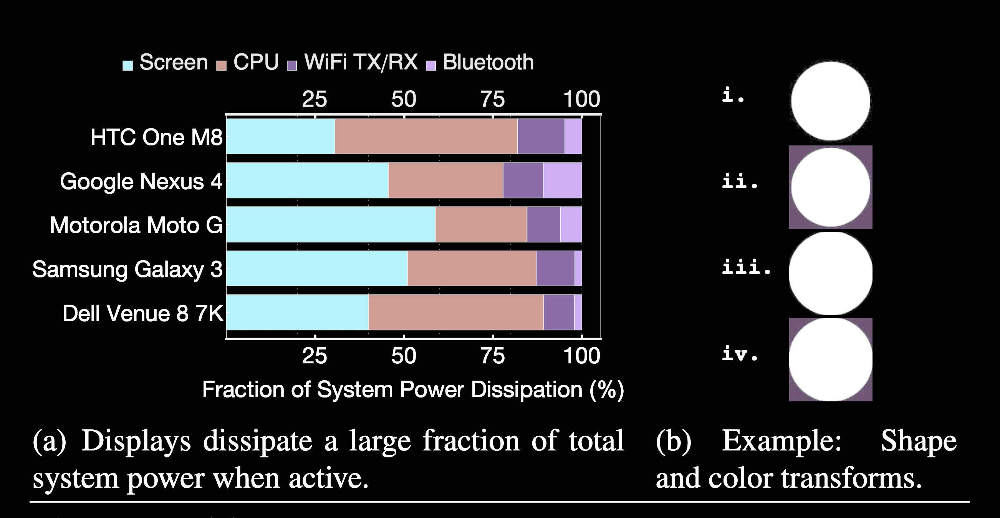 Screen CPU WiFi TX/RX Bluetooth
25 50 75 100
HTC One M8
Google Nexus 4
Motorola Moto G
Samsung Galaxy 3
Dell Venue 8 7K
25 50 75 100
Fraction of System Power Dissipation (%)
(a) Displays dissipate a large fraction of total
system power when active.
i.
ii.
iii.
iv.
(b) Example: Shape
and color transforms.